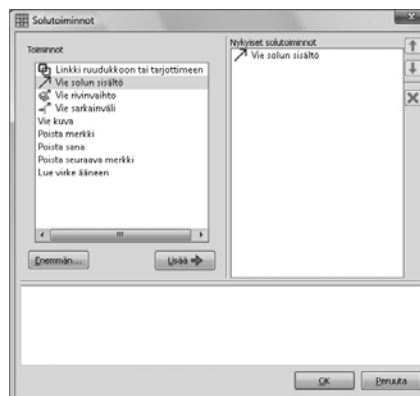 Solutoiminnot
Toiminnot
Linkki ruudukkoon tai tarjottimeen
Vie solun sisältö
Vie rivinvaihto
Vie sarkainväli
Vie kuva
Poista merkki
Poista sana
Poista seuraava merkki
Lue virke ääneen
Enemmän...
Lisää
Nykyiset solutoiminnot
Vie solun sisältö
OK
Peruuta